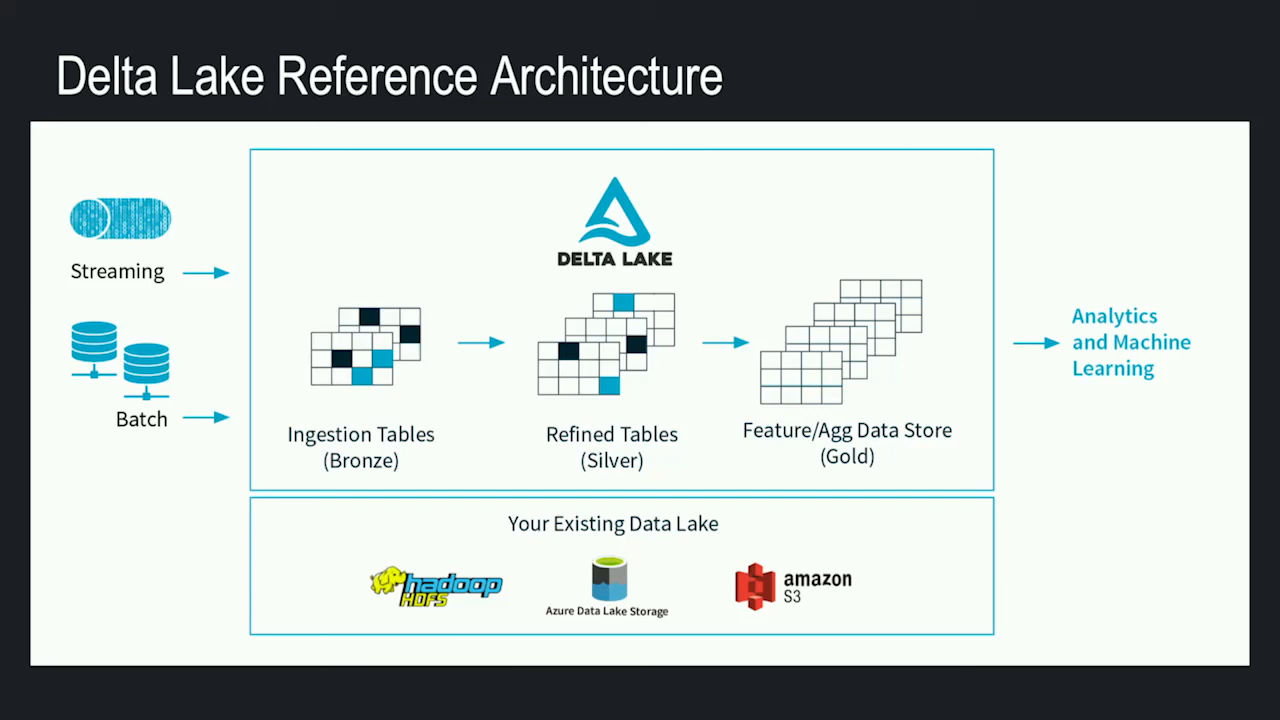 Delta Lake Reference Architecture
Streaming
Batch
DELTA LAKE
Ingestion Tables
(Bronze)
Refined Tables
(Silver)
Feature/Agg Data Store
(Gold)
Analytics
and Machine
Learning
Your Existing Data Lake
hadoop
HDFS
Azure Data Lake Storage
amazon
S3